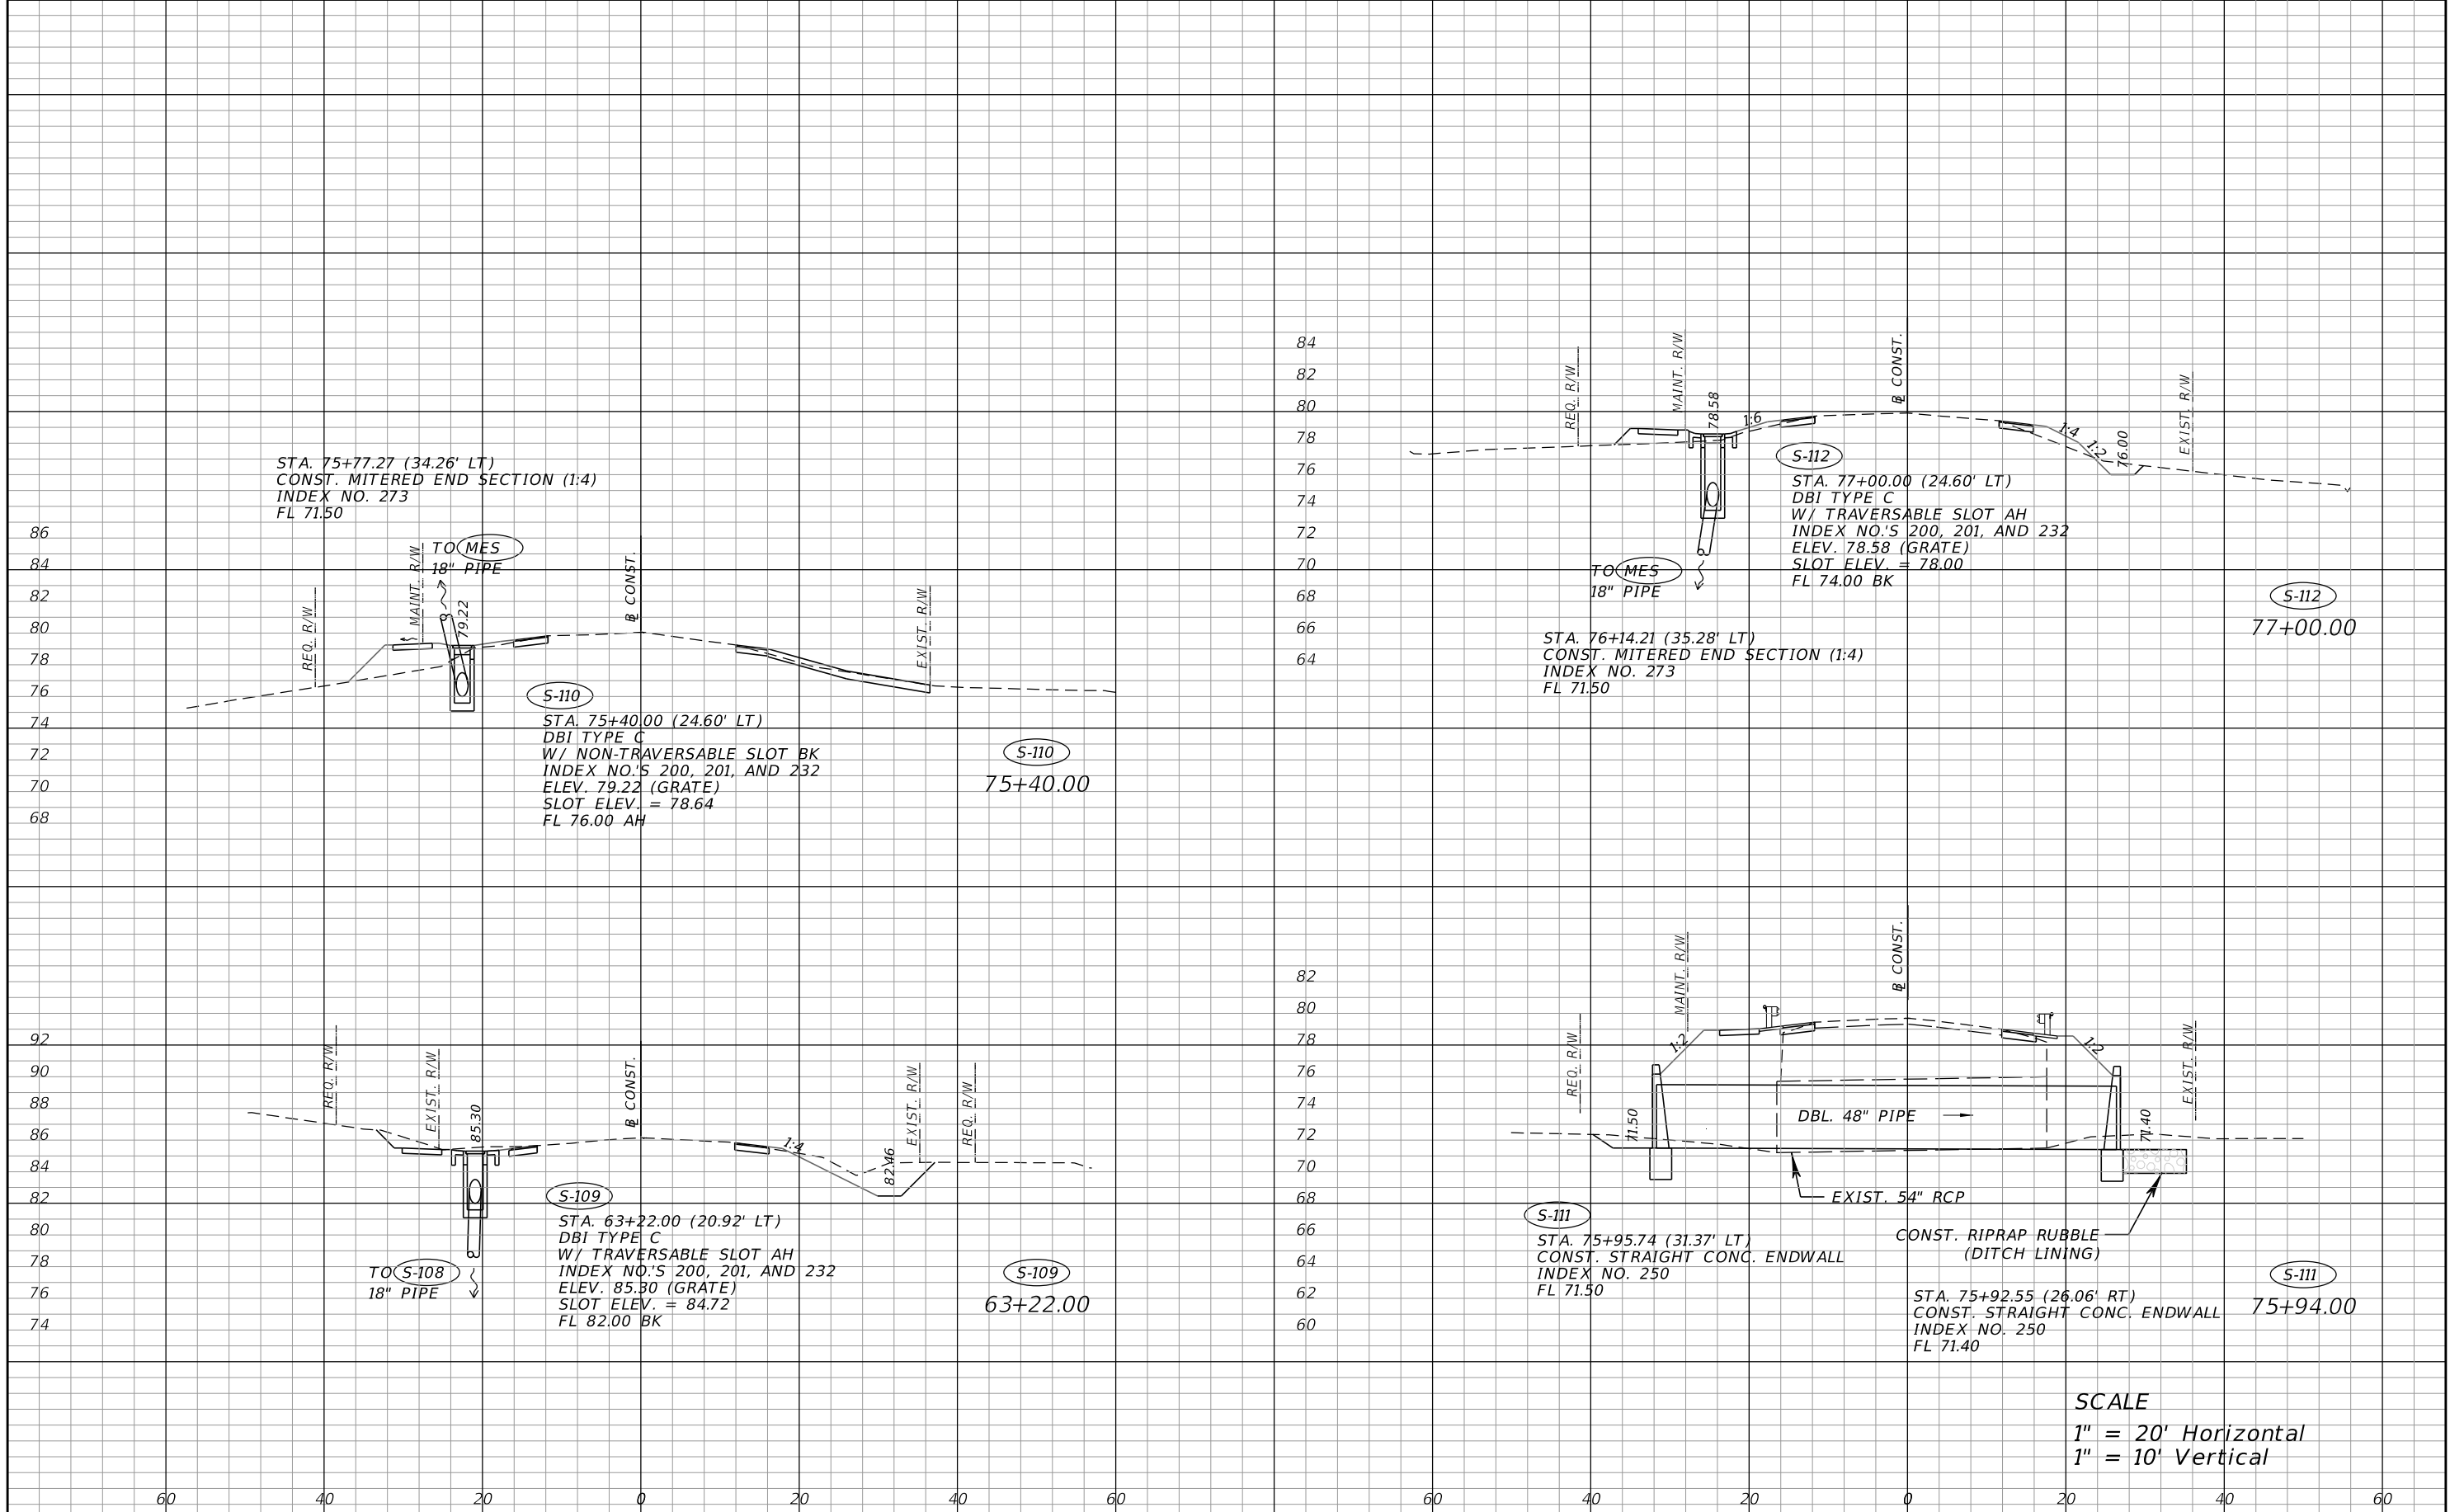 STA. 75+77.27 (34.26' LT)
CONST. MITERED END SECTION (1:4)
INDEX NO. 273
FL 71.50
86
84
82
80
78
76
74
72
70
68
REQ. R/W
MAINT. R/W
TO MES
18" PIPE
79.22
℄ CONST.
EXIST. R/W
S-110
STA. 75+40.00 (24.60' LT)
DBI TYPE C
W/ NON-TRAVERSABLE SLOT BK
INDEX NO.'S 200, 201, AND 232
ELEV. 79.22 (GRATE)
SLOT ELEV. = 78.64
FL 76.00 AH
S-110
75+40.00
92
90
88
86
84
82
80
78
76
74
REQ. R/W
EXIST. R/W
85.30
℄ CONST.
1:4
82.46
EXIST. R/W
REQ. R/W
S-109
STA. 63+22.00 (20.92' LT)
DBI TYPE C
W/ TRAVERSABLE SLOT AH
INDEX NO.'S 200, 201, AND 232
ELEV. 85.30 (GRATE)
SLOT ELEV. = 84.72
FL 82.00 BK
TO S-108
18" PIPE
S-109
63+22.00
84
82
80
78
76
74
72
70
68
66
64
REQ. R/W
MAINT. R/W
78.58
1:6
℄ CONST.
1:4
1:2
76.00
EXIST. R/W
S-112
STA. 77+00.00 (24.60' LT)
DBI TYPE C
W/ TRAVERSABLE SLOT AH
INDEX NO.'S 200, 201, AND 232
ELEV. 78.58 (GRATE)
SLOT ELEV. = 78.00
FL 74.00 BK
TO MES
18" PIPE
S-112
77+00.00
STA. 76+14.21 (35.28' LT)
CONST. MITERED END SECTION (1:4)
INDEX NO. 273
FL 71.50
82
80
78
76
74
72
70
68
66
64
62
60
REQ. R/W
MAINT. R/W
1:2
71.50
℄ CONST.
DBL. 48" PIPE
1:2
71.40
EXIST. R/W
EXIST. 54" RCP
S-111
STA. 75+95.74 (31.37' LT)
CONST. STRAIGHT CONC. ENDWALL
INDEX NO. 250
FL 71.50
CONST. RIPRAP RUBBLE
(DITCH LINING)
STA. 75+92.55 (26.06' RT)
CONST. STRAIGHT CONC. ENDWALL
INDEX NO. 250
FL 71.40
S-111
75+94.00
SCALE
1" = 20' Horizontal
1" = 10' Vertical
60 40 20 0 20 40 60 60 40 20 0 20 40 60